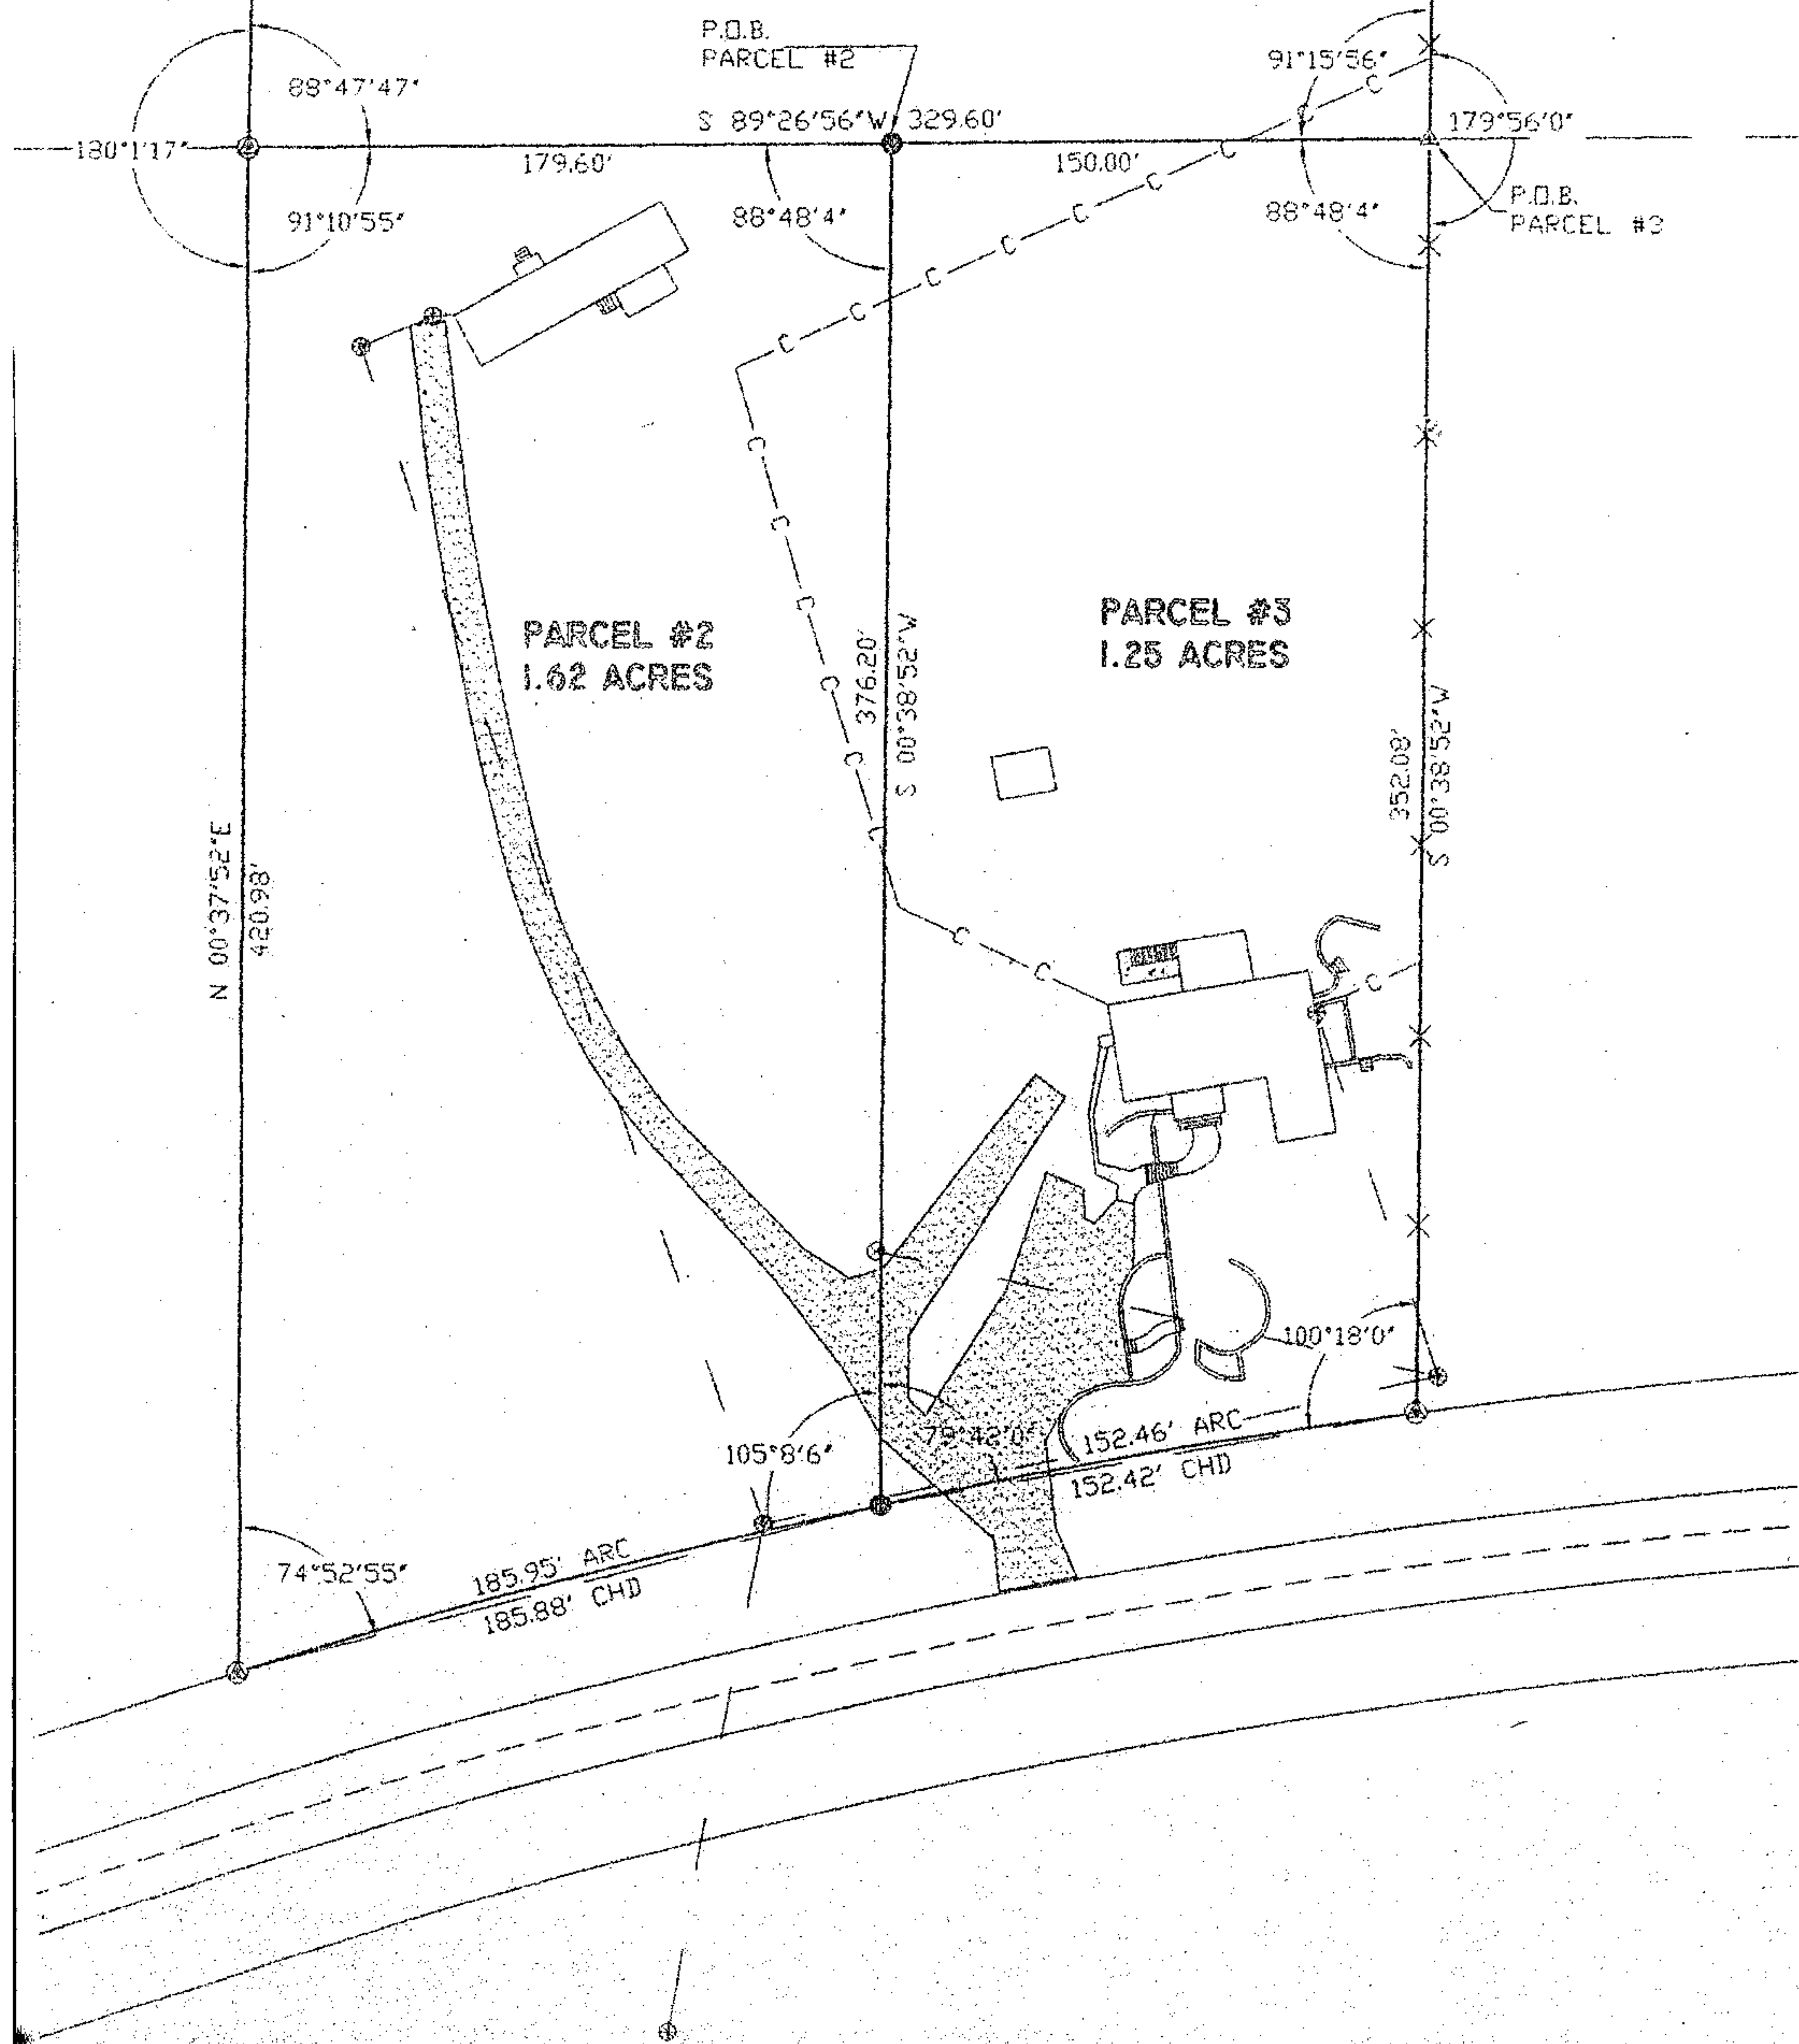 P.O.B.
PARCEL #2
91°15'56"
88°47'47"
S 89°26'56"W 329.60'
179°56'0"
180°1'17"
179.60'
150.00'
91°10'55"
88°48'4"
88°48'4"
P.O.B.
PARCEL #3
PARCEL #2
1.62 ACRES
PARCEL #3
1.25 ACRES
376.20'
S 00°38'52"W
352.08'
S 00°38'52"W
N 00°37'52"E
420.98'
100°18'0"
105°8'6"
79°42'0"
152.46' ARC
152.42' CHD
74°52'55"
185.95' ARC
185.88' CHD